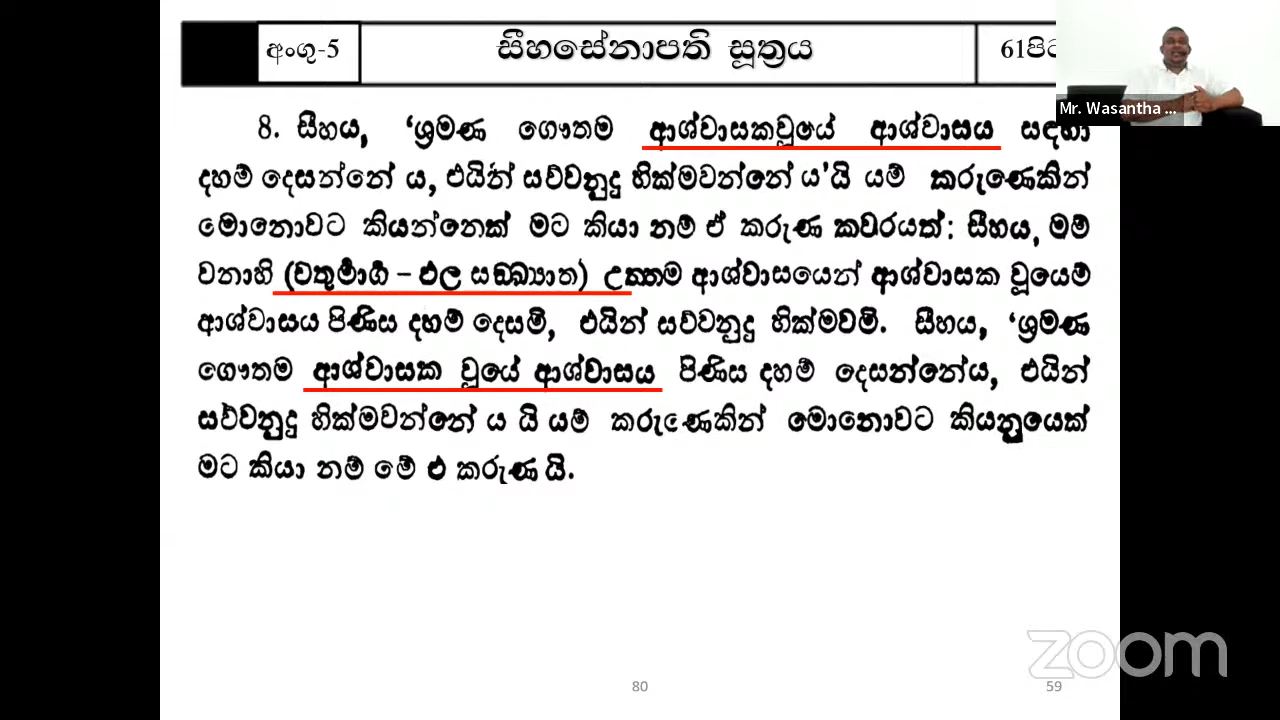 අංගු-5
සීහසේනාපති සූත්‍රය
61පිට
Mr. Wasantha ...
8. සීහය, ‘ශ්‍රමණ ගෞතම ආශ්වාසකවූයේ ආශ්වාසය සඳහා
දහම් දෙසන්නේ ය, එයින් සව්වනුදු හික්මවන්නේ ය’යි යම් කරුණෙකින්
මොනොවට කියන්නෙක් මට කියා නම් ඒ කරුණ කවරයත්: සීහය, මම්
වනාහි (චතුර්මාර්ග – ඵල සඞ්ඛ්‍යාත) උත්තම ආශ්වාසයෙන් ආශ්වාසක වූයෙම්
ආශ්වාසය පිණිස දහම් දෙසමි, එයින් සව්වනුදු හික්මවමි. සීහය, ‘ශ්‍රමණ
ගෞතම ආශ්වාසක වූයේ ආශ්වාසය පිණිස දහම් දෙසන්නේය, එයින්
සව්වනුදු හික්මවන්නේ ය යි යම් කරුණෙකින් මොනොවට කියනුයෙක්
මට කියා නම් මේ එ කරුණ යි.
zoom
80
59